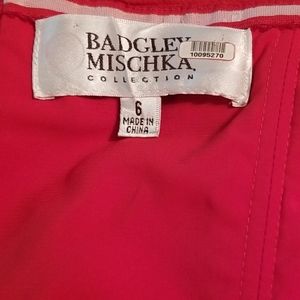 BADGLEY
MISCHKA
COLLECTION
10095270
6
MADE IN
CHINA